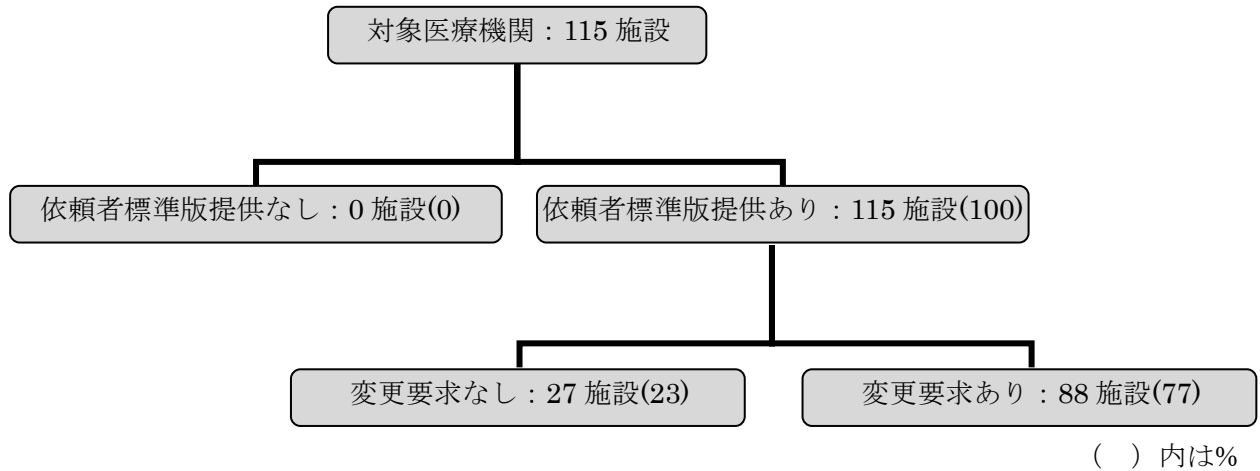 対象医療機関：115 施設
依頼者標準版提供なし：0 施設(0)
依頼者標準版提供あり：115 施設(100)
変更要求なし：27 施設(23)
変更要求あり：88 施設(77)
（　）内は%